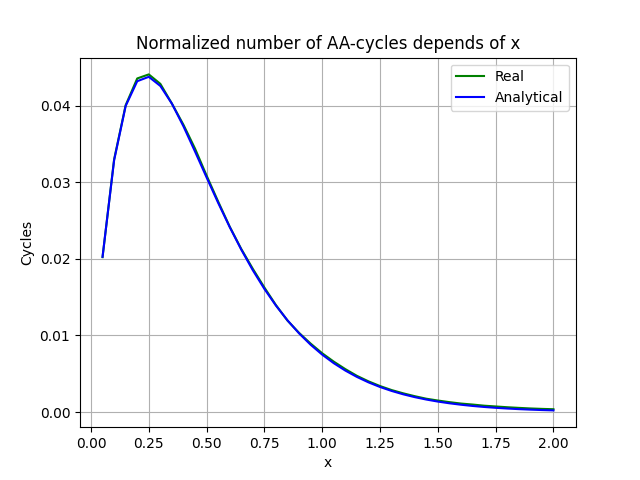 Normalized number of AA-cycles depends of x
Real
Analytical
Cycles
0.04
0.03
0.02
0.01
0.00
0.00 0.25 0.50 0.75 1.00 1.25 1.50 1.75 2.00
x